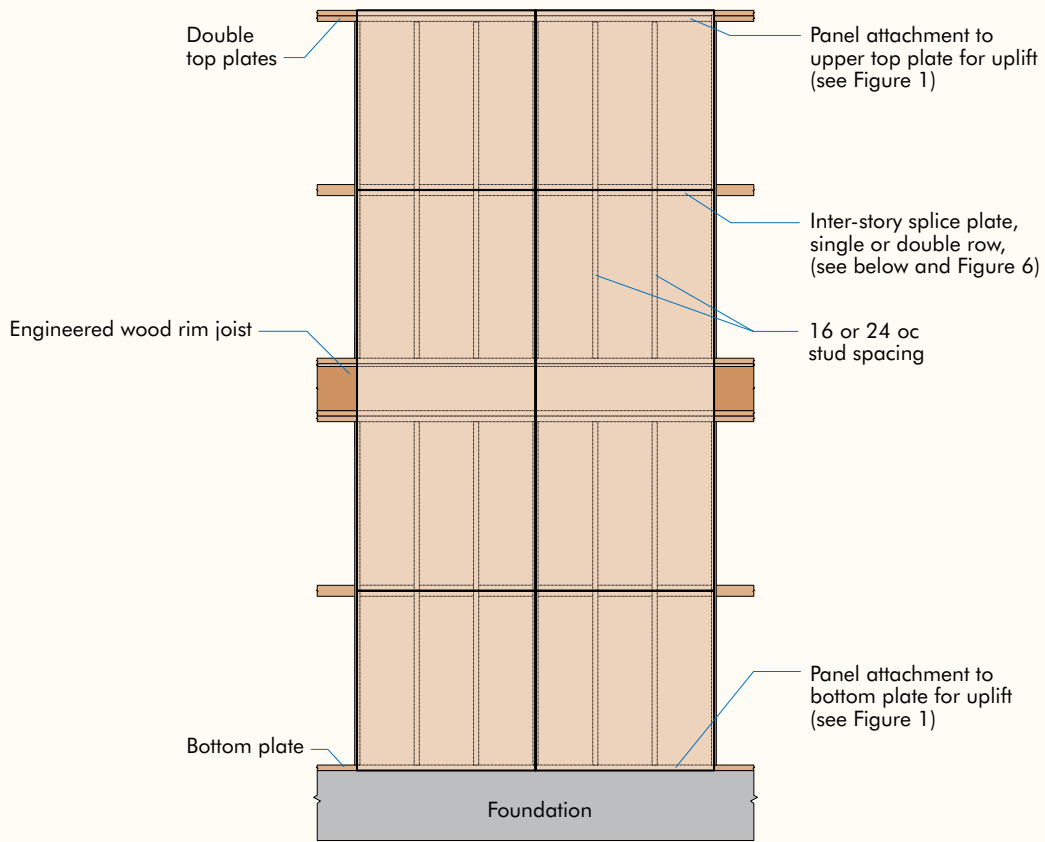 Double
top plates
Panel attachment to
upper top plate for uplift
(see Figure 1)
Inter-story splice plate,
single or double row,
(see below and Figure 6)
Engineered wood rim joist
16 or 24 oc
stud spacing
Panel attachment to
bottom plate for uplift
(see Figure 1)
Bottom plate
Foundation